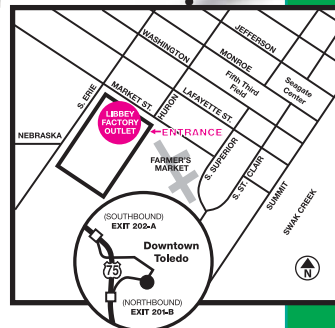 JEFFERSON
WASHINGTON
MONROE
Fifth Third
Field
Seagate
Center
S. ERIE
MARKET ST.
HURON
LAFAYETTE ST.
LIBBEY
FACTORY
OUTLET
ENTRANCE
NEBRASKA
FARMER'S
MARKET
S. SUPERIOR
S. ST. CLAIR
SUMMIT
SWAK CREEK
(SOUTHBOUND)
EXIT 202-A
Downtown
Toledo
75
(NORTHBOUND)
EXIT 201-B
N